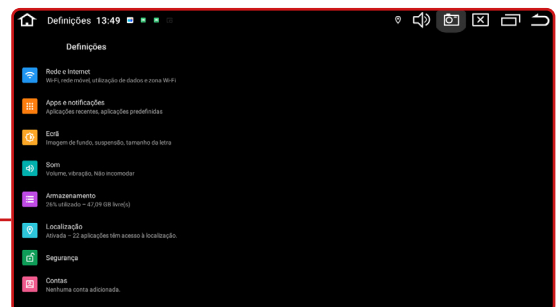 Definições 13:49
Definições
Rede e Internet
Wi-Fi, rede móvel, utilização de dados e zona Wi-Fi
Apps e notificações
Aplicações recentes, aplicações predefinidas
Ecrã
Imagem de fundo, suspensão, tamanho da letra
Som
Volume, vibração, Não incomodar
Armazenamento
26% utilizado – 47,09 GB livre(s)
Localização
Ativada – 22 aplicações têm acesso à localização.
Segurança
Contas
Nenhuma conta adicionada.